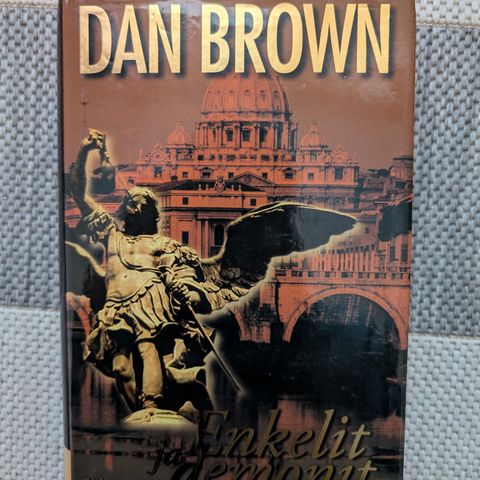 DAN BROWN
Enkelit
ja demonit